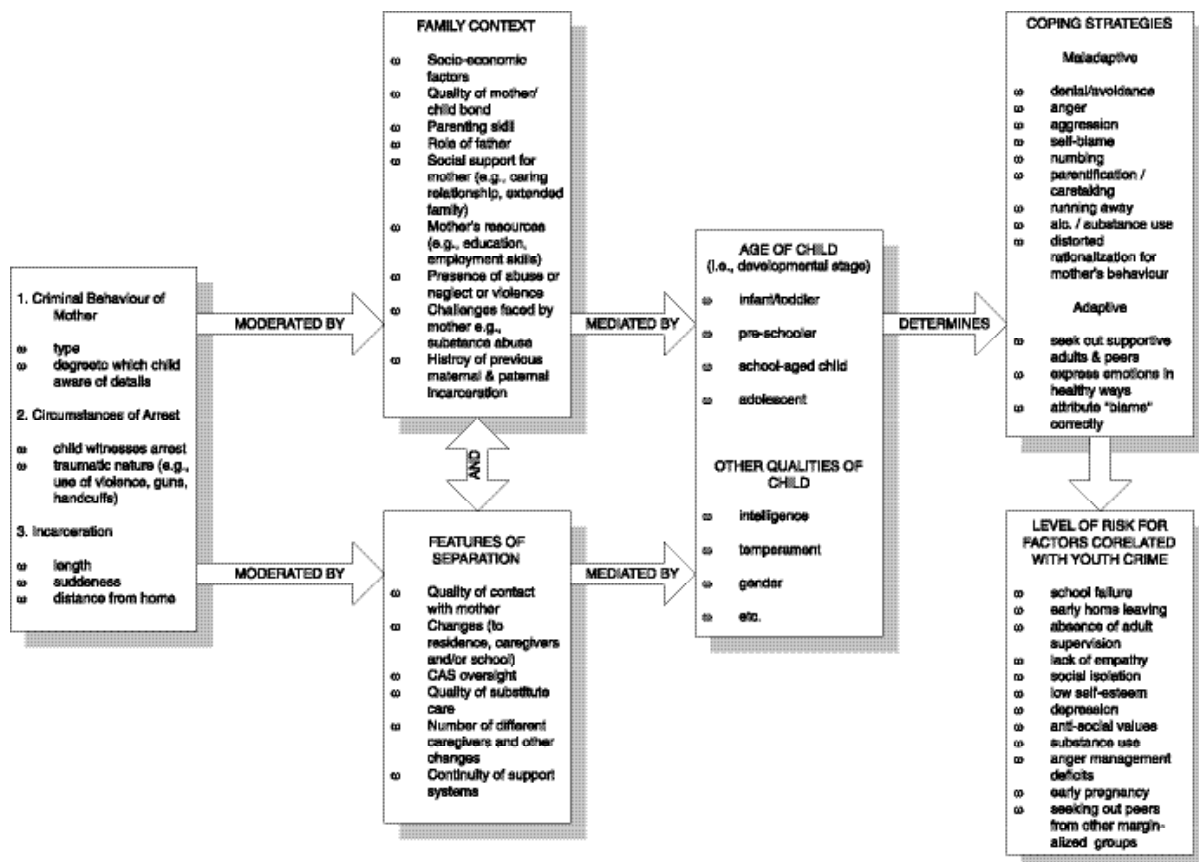 1. Criminal Behaviour of
Mother
ω type
ω degreeto which child
aware of details
2. Circumstances of Arrest
ω child witnesses arrest
ω traumatic nature (e.g.,
use of violence, guns,
handcuffs)
3. Incarceration
ω length
ω suddeness
ω distance from home
MODERATED BY
MODERATED BY
FAMILY CONTEXT
ω Socio-economic
factors
ω Quality of mother/
child bond
ω Parenting skill
ω Role of father
ω Social support for
mother (e.g., caring
relationship, extended
family)
ω Mother's resources
(e.g., education,
employment skills)
ω Presence of abuse or
neglect or violence
ω Challenges faced by
mother e.g.,
substance abuse
ω Histroy of previous
maternal & paternal
incarceration
AND
FEATURES OF
SEPARATION
ω Quality of contact
with mother
ω Changes (to
residence, caregivers
and/or school)
ω CAS oversight
ω Quality of substitute
care
ω Number of different
caregivers and other
changes
ω Continuity of support
systems
MEDIATED BY
MEDIATED BY
AGE OF CHILD
(i.e., developmental stage)
ω infant/toddler
ω pre-schooler
ω school-aged child
ω adolescent
OTHER QUALITIES OF
CHILD
ω intelligence
ω temperament
ω gender
ω etc.
DETERMINES
COPING STRATEGIES
Maladaptive
ω denial/avoidance
ω anger
ω aggression
ω self-blame
ω numbing
ω parentification /
caretaking
ω running away
ω alc. / substance use
ω distorted
rationalization for
mother's behaviour
Adaptive
ω seek out supportive
adults & peers
ω express emotions in
healthy ways
ω attribute "blame"
correctly
LEVEL OF RISK FOR
FACTORS CORELATED
WITH YOUTH CRIME
ω school failure
ω early home leaving
ω absence of adult
supervision
ω lack of empathy
ω social isolation
ω low self-esteem
ω depression
ω anti-social values
ω substance use
ω anger management
deficits
ω early pregnancy
ω seeking out peers
from other margin-
alized groups